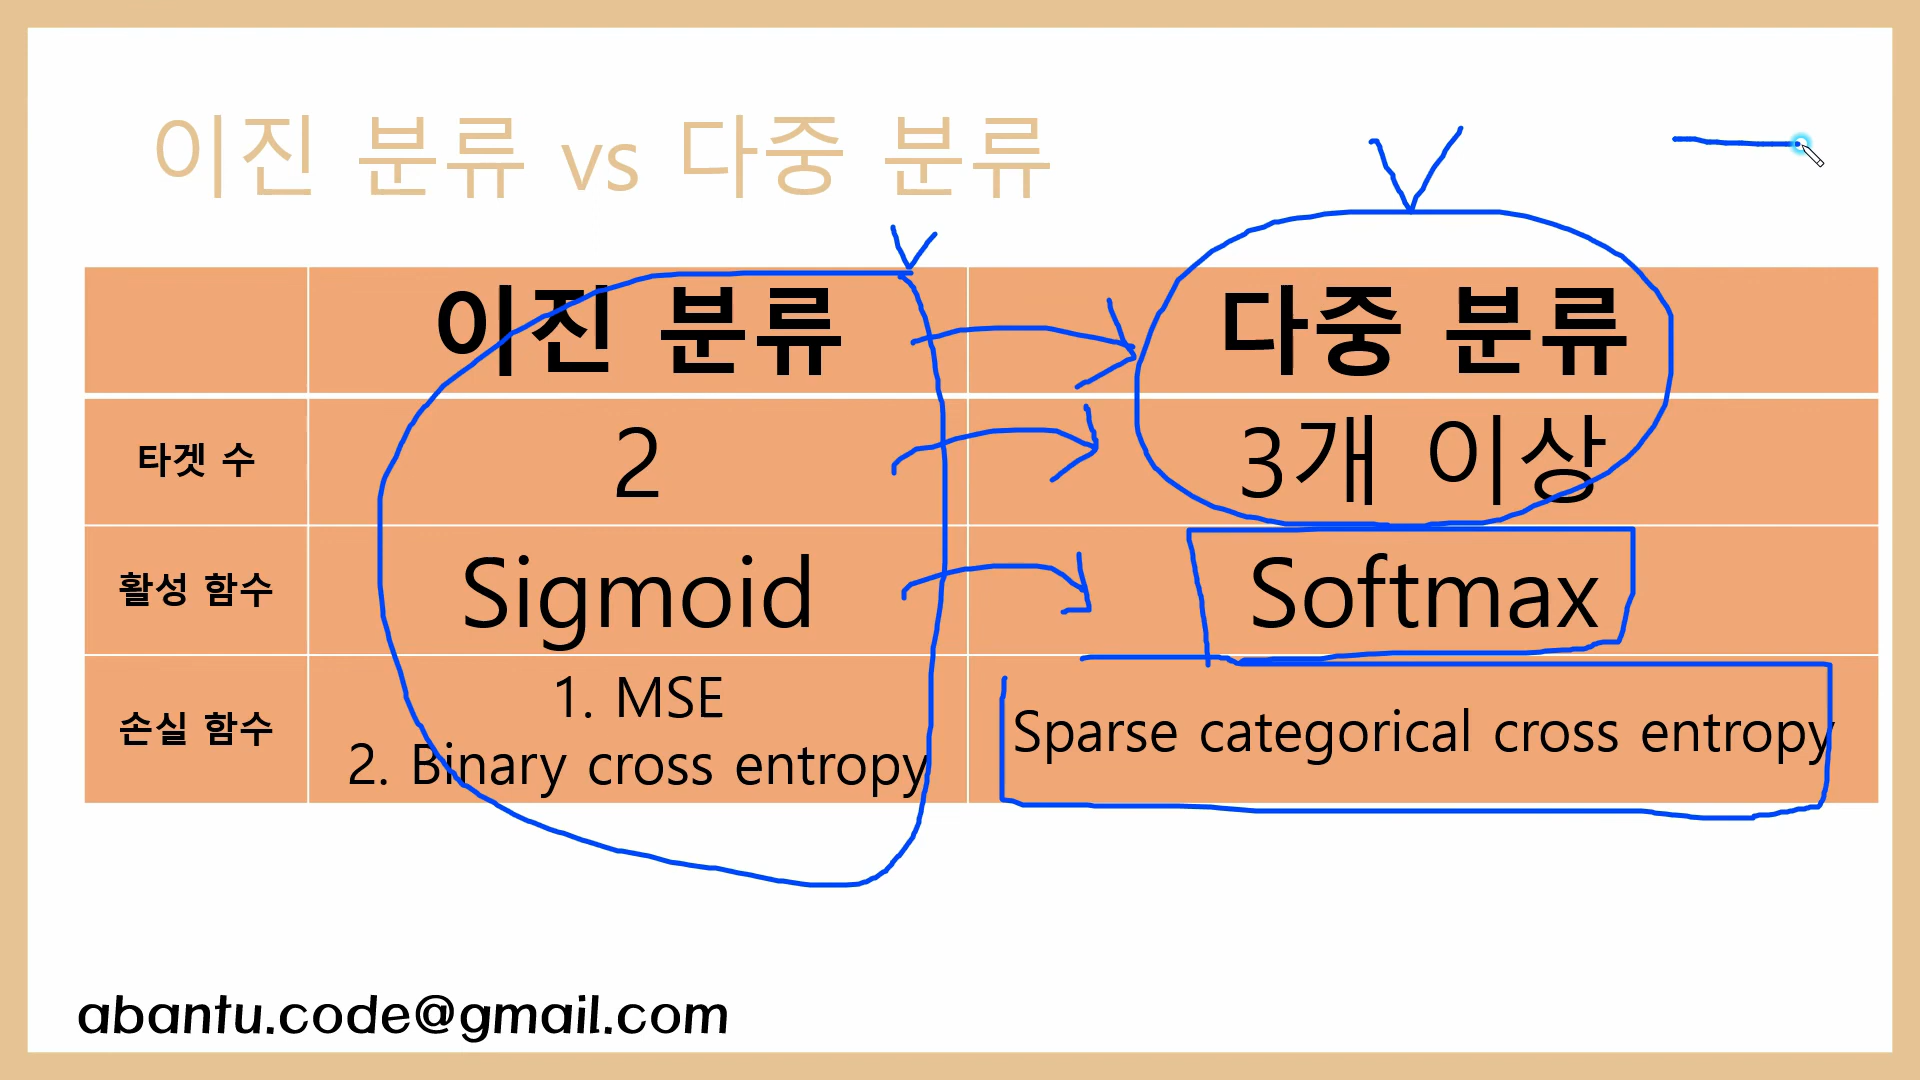 이진 분류 vs 다중 분류
이진 분류 다중 분류
타겟 수 2 3개 이상
활성 함수 Sigmoid Softmax
손실 함수 1. MSE
2. Binary cross entropy
Sparse categorical cross entropy
abantu.code@gmail.com